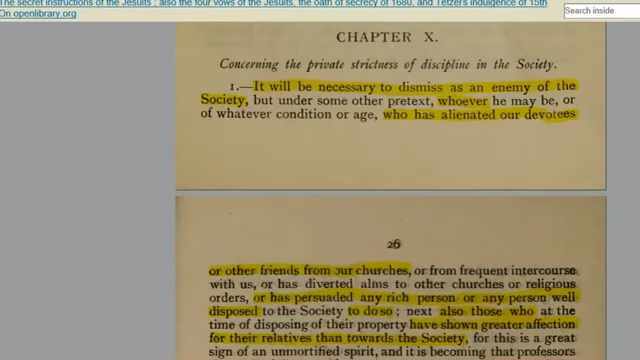 The secret instructions of the Jesuits ; also the four vows of the Jesuits, the oath of secrecy of 1680, and Tetzel's indulgence of 15th
On openlibrary.org
Search inside
CHAPTER X.
Concerning the private strictness of discipline in the Society.
1.—It will be necessary to dismiss as an enemy of the
Society, but under some other pretext, whoever he may be, or
of whatever condition or age, who has alienated our devotees
26
or other friends from our churches, or from frequent intercourse
with us, or has diverted alms to other churches or religious
orders, or has persuaded any rich person or any person well
disposed to the Society to do so ; next also those who at the
time of disposing of their property have shown greater affection
for their relatives than towards the Society, for this is a great
sign of an unmortified spirit, and it is becoming that professors